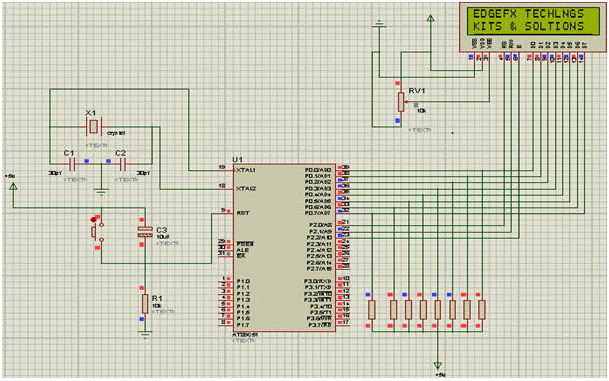 EDGEFX TECHLNGS
KITS & SOLTIONS
VSS
VDD
VEE
RS
RW
E
D0
D1
D2
D3
D4
D5
D6
D7
RV1
10k
<TEXT>
X1
crystal
<TEXT>
C1
C2
30pf
30pf
<TEXT>
<TEXT>
+5v
C3
10uf
<TEXT>
R1
10k
<TEXT>
U1
19 XTAL1
18 XTAL2
9 RST
29 PSEN
30 ALE
31 EA
1 P1.0
2 P1.1
3 P1.2
4 P1.3
5 P1.4
6 P1.5
7 P1.6
8 P1.7
P0.0/AD0 39
P0.1/AD1 38
P0.2/AD2 37
P0.3/AD3 36
P0.4/AD4 35
P0.5/AD5 34
P0.6/AD6 33
P0.7/AD7 32
P2.0/A8 21
P2.1/A9 22
P2.2/A10 23
P2.3/A11 24
P2.4/A12 25
P2.5/A13 26
P2.6/A14 27
P2.7/A15 28
P3.0/RXD 10
P3.1/TXD 11
P3.2/INT0 12
P3.3/INT1 13
P3.4/T0 14
P3.5/T1 15
P3.6/WR 16
P3.7/RD 17
AT89C51
<TEXT>
+5v